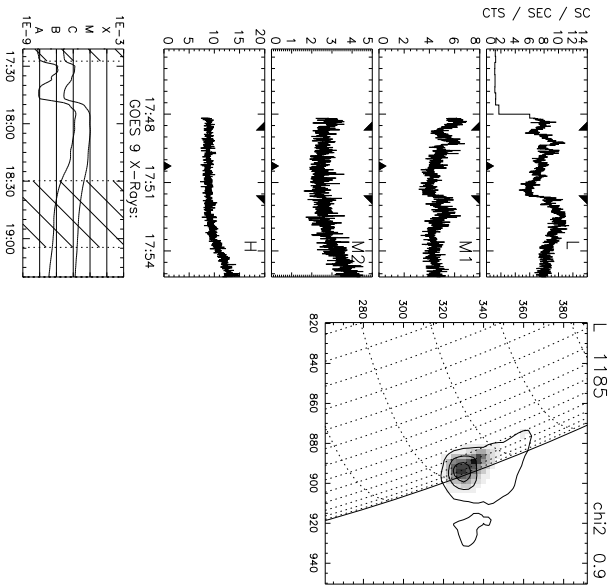 CTS / SEC / SC
0 2 4 6 8 10 12 14
L
0 2 4 6 8
M1
0 1 2 3 4 5
M2
0 5 10 15 20
H
17:48 17:51 17:54
GOES 9 X-Rays:
1E-3
X
M
C
B
A
1E-9
17:30 18:00 18:30 19:00
L 1185 chi2 0.9
380
360
340
320
300
280
820 840 860 880 900 920 940